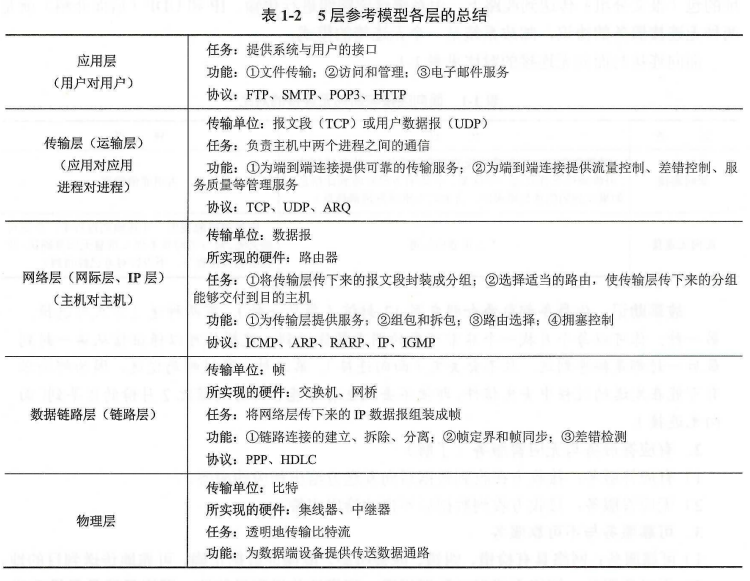 表 1-2 5 层参考模型各层的总结
应用层
（用户对用户）
任务：提供系统与用户的接口
功能：①文件传输；②访问和管理；③电子邮件服务
协议：FTP、SMTP、POP3、HTTP
传输层（运输层）
（应用对应用
进程对进程）
传输单位：报文段（TCP）或用户数据报（UDP）
任务：负责主机中两个进程之间的通信
功能：①为端到端连接提供可靠的传输服务；②为端到端连接提供流量控制、差错控制、服
务质量等管理服务
协议：TCP、UDP、ARQ
网络层（网际层、IP 层）
（主机对主机）
传输单位：数据报
所实现的硬件：路由器
任务：①将传输层传下来的报文段封装成分组；②选择适当的路由，使传输层传下来的分组
能够交付到目的主机
功能：①为传输层提供服务；②组包和拆包；③路由选择；④拥塞控制
协议：ICMP、ARP、RARP、IP、IGMP
数据链路层（链路层）
传输单位：帧
所实现的硬件：交换机、网桥
任务：将网络层传下来的 IP 数据报组装成帧
功能：①链路连接的建立、拆除、分离；②帧定界和帧同步；③差错检测
协议：PPP、HDLC
物理层
传输单位：比特
所实现的硬件：集线器、中继器
任务：透明地传输比特流
功能：为数据端设备提供传送数据通路